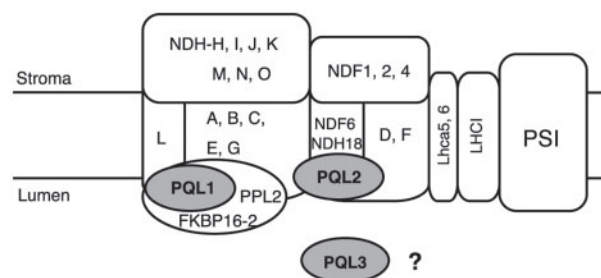 NDH-H, I, J, K
M, N, O
NDF1, 2, 4
Stroma
L
A, B, C,
E, G
NDF6
NDH18
D, F
Lhca5, 6
LHCI
PSI
Lumen
PQL1
PPL2
FKBP16-2
PQL2
PQL3 ?